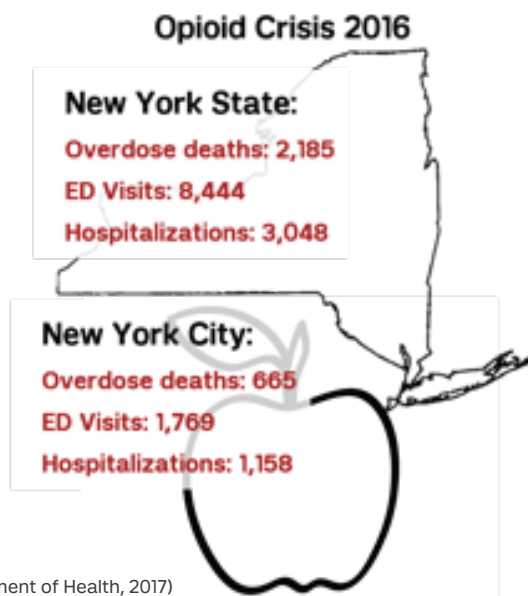 Opioid Crisis 2016
New York State:
Overdose deaths: 2,185
ED Visits: 8,444
Hospitalizations: 3,048
New York City:
Overdose deaths: 665
ED Visits: 1,769
Hospitalizations: 1,158
ment of Health, 2017)